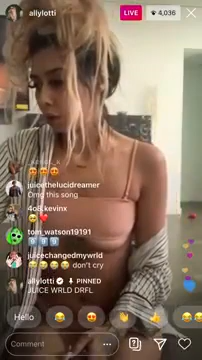 allylotti
LIVE
4,036
juicethelucidreamer
Omg this song
4o8.kevinx
tom_watson19191
juicechangedmywrld
don't cry
allylotti PINNED
JUICE WRLD DRFL
Hello
Comment